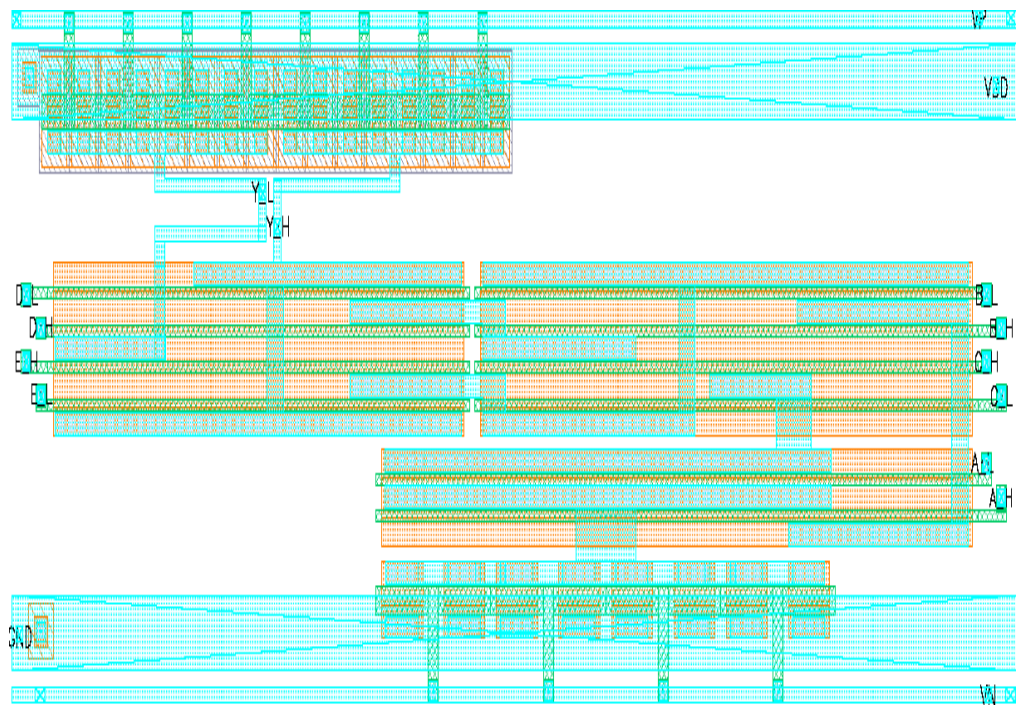 VP
VDD
Y_L
Y_H
D_L
B_L
D_H
B_H
E_H
C_H
E_L
C_L
A_L
A_H
GND
VN